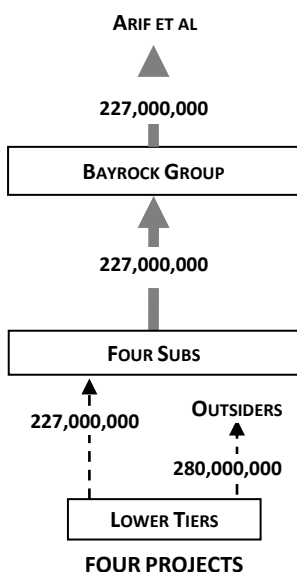 ARIF ET AL
227,000,000
BAYROCK GROUP
227,000,000
FOUR SUBS
227,000,000
OUTSIDERS
280,000,000
LOWER TIERS
FOUR PROJECTS